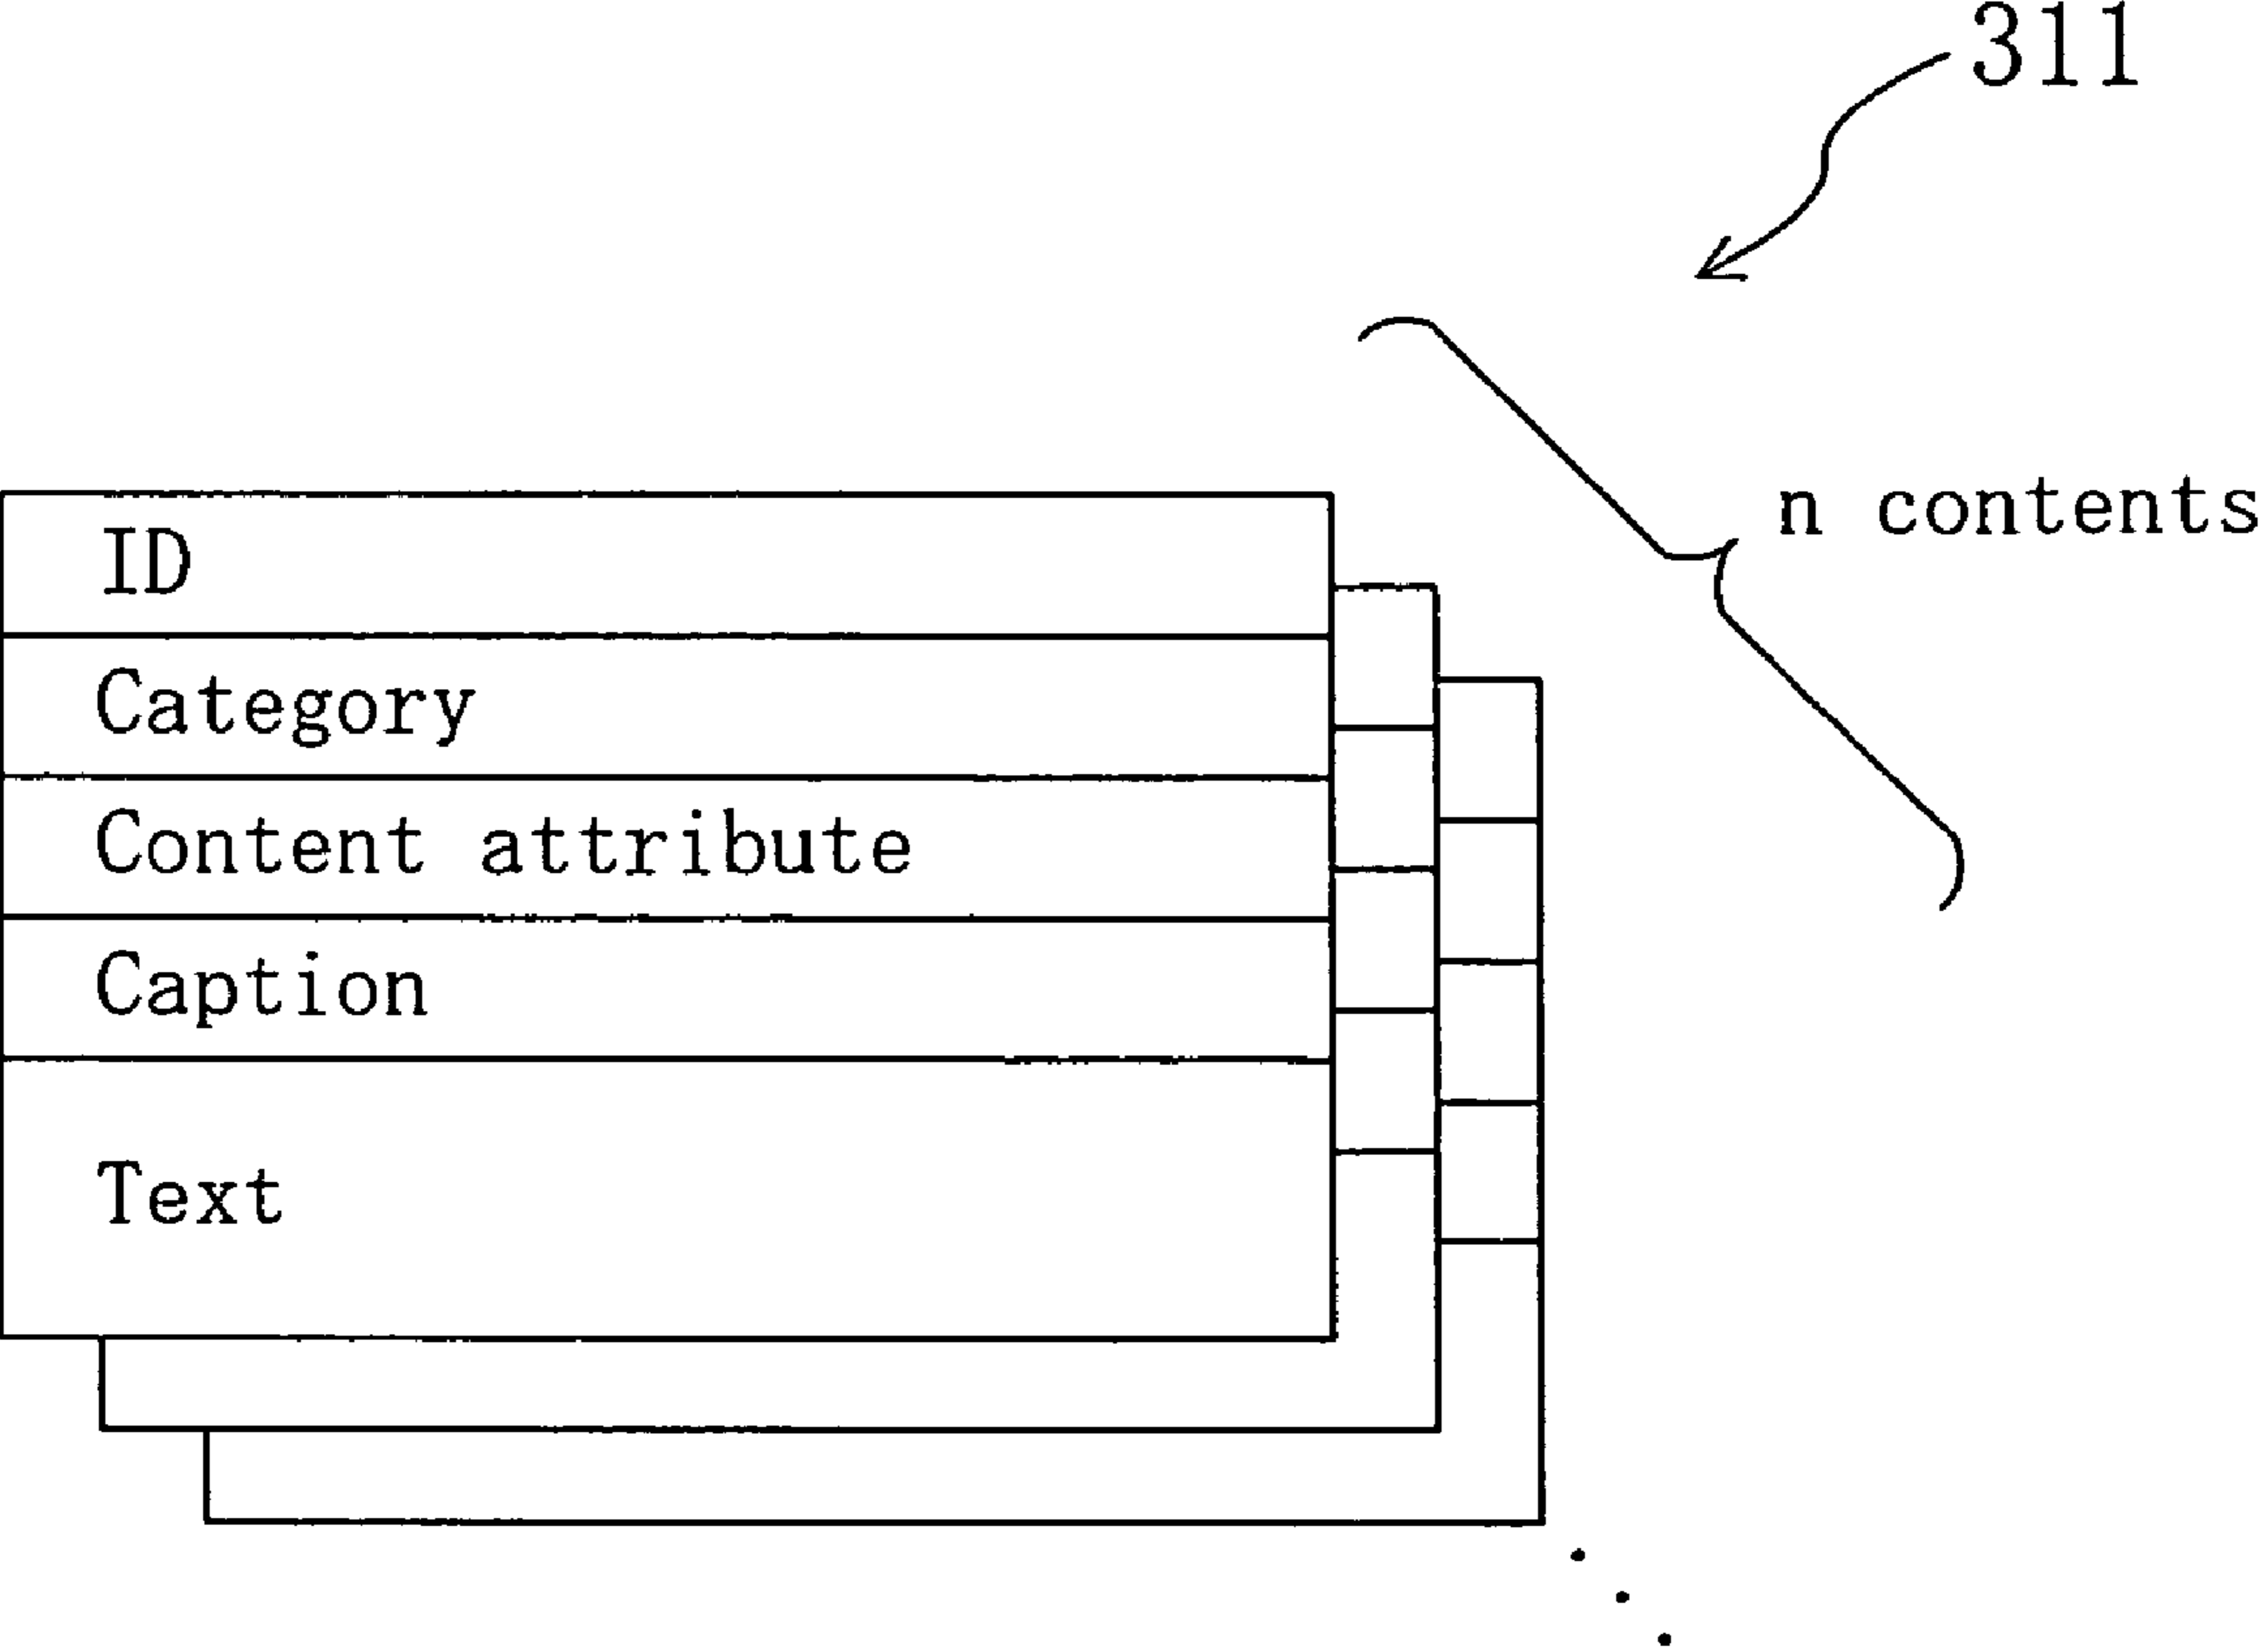 311
n contents
ID
Category
Content attribute
Caption
Text